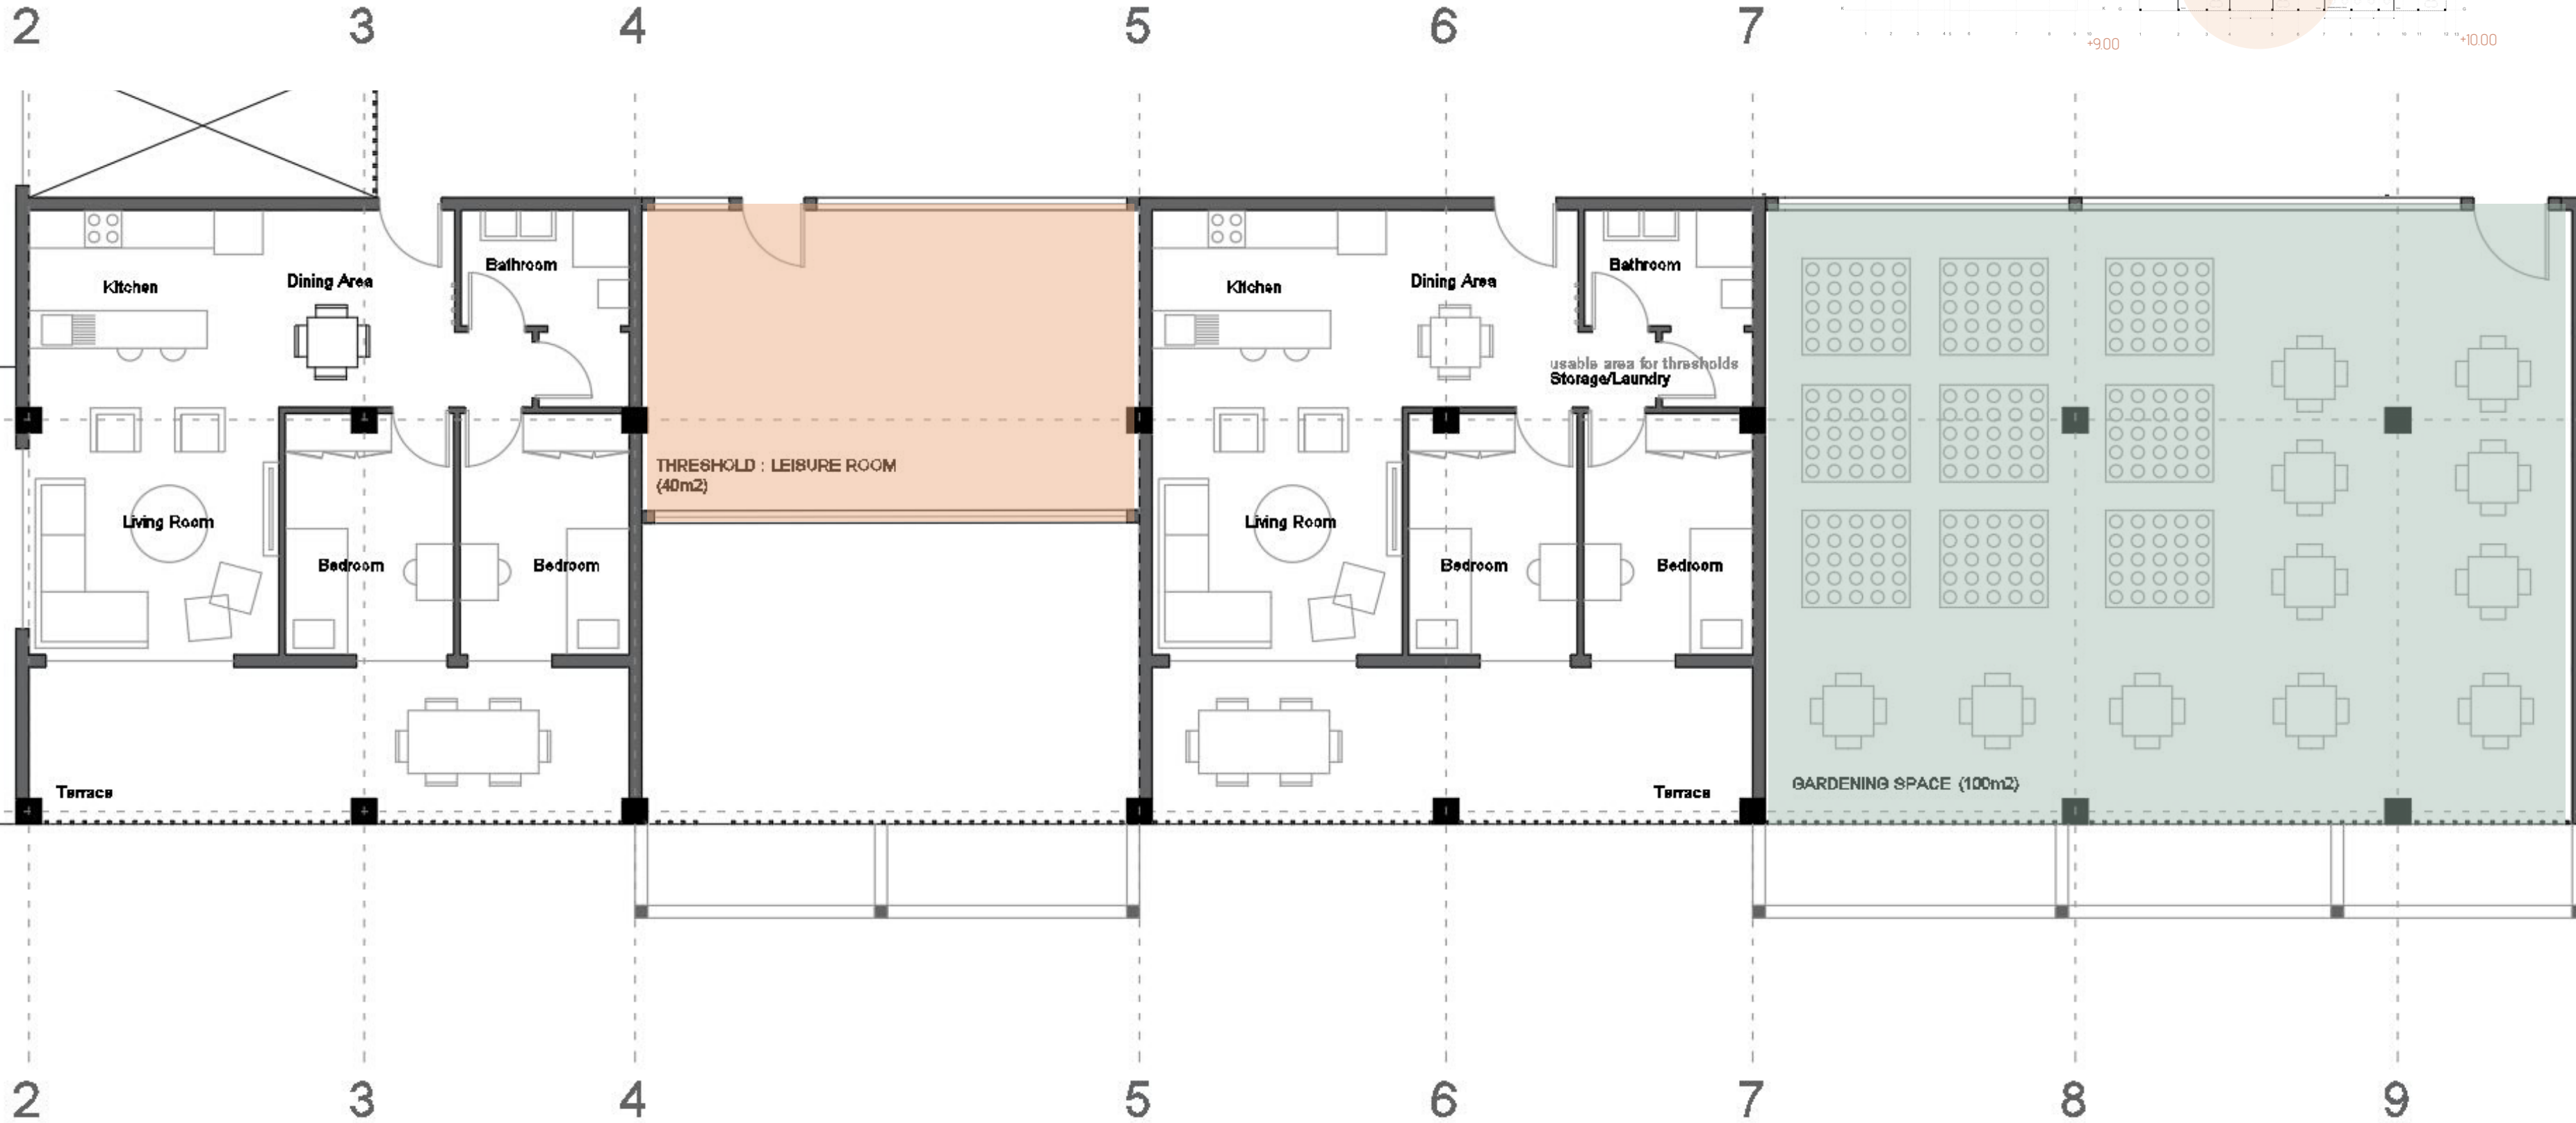 2 3 4 5 6 7
+9.00
+10.00
Kitchen
Dining Area
Bathroom
Kitchen
Dining Area
Bathroom
usable area for thresholds
Storage/Laundry
THRESHOLD : LEISURE ROOM
(40m2)
Living Room
Bedroom
Bedroom
Living Room
Bedroom
Bedroom
Terrace
Terrace
GARDENING SPACE (100m2)
2 3 4 5 6 7 8 9